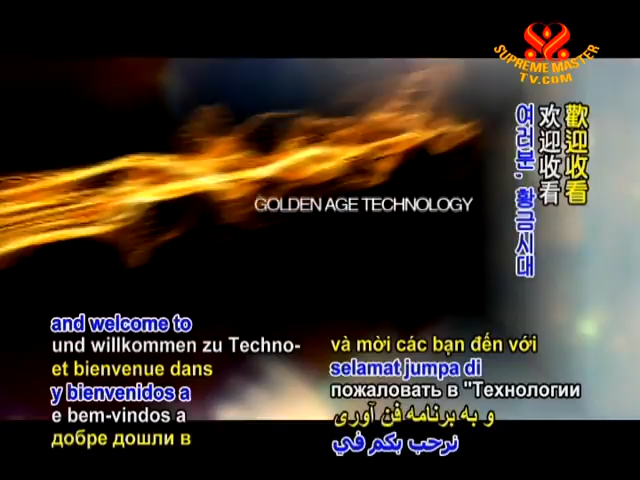 SUPREME MASTER
TV.COM
歡迎收看
欢迎收看
여러분, 황금시대
GOLDEN AGE TECHNOLOGY
and welcome to
und willkommen zu Techno-
et bienvenue dans
y bienvenidos a
e bem-vindos a
добре дошли в
và mời các bạn đến với
selamat jumpa di
пожаловать в "Технологии
و به برنامه فن آوری
نرحب بكم في